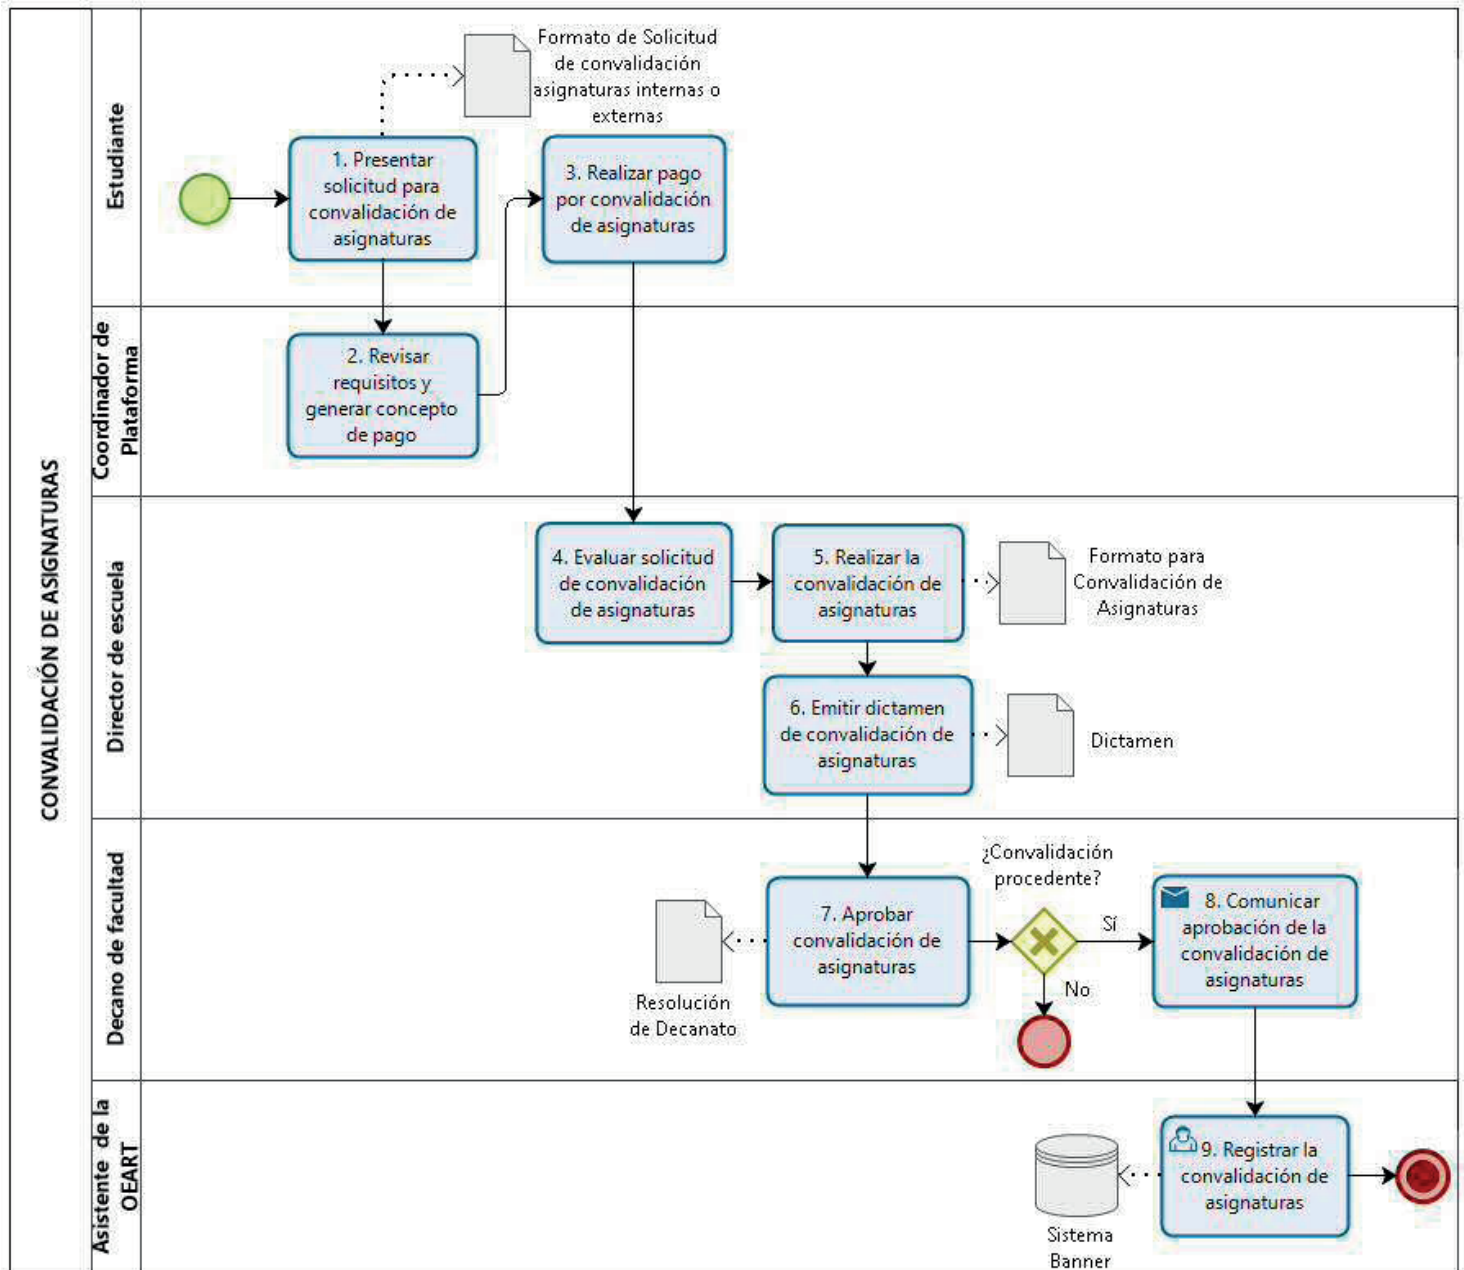 CONVALIDACIÓN DE ASIGNATURAS
Estudiante
Formato de Solicitud
de convalidación
asignaturas internas o
externas
1. Presentar
solicitud para
convalidación de
asignaturas
3. Realizar pago
por convalidación
de asignaturas
Coordinador de
Plataforma
2. Revisar
requisitos y
generar concepto
de pago
Director de escuela
4. Evaluar solicitud
de convalidación
de asignaturas
5. Realizar la
convalidación de
asignaturas
Formato para
Convalidación de
Asignaturas
6. Emitir dictamen
de convalidación de
asignaturas
Dictamen
Decano de facultad
Resolución
de Decanato
7. Aprobar
convalidación de
asignaturas
¿Convalidación
procedente?
Sí
No
8. Comunicar
aprobación de la
convalidación de
asignaturas
Asistente de la
OEART
Sistema
Banner
9. Registrar la
convalidación de
asignaturas